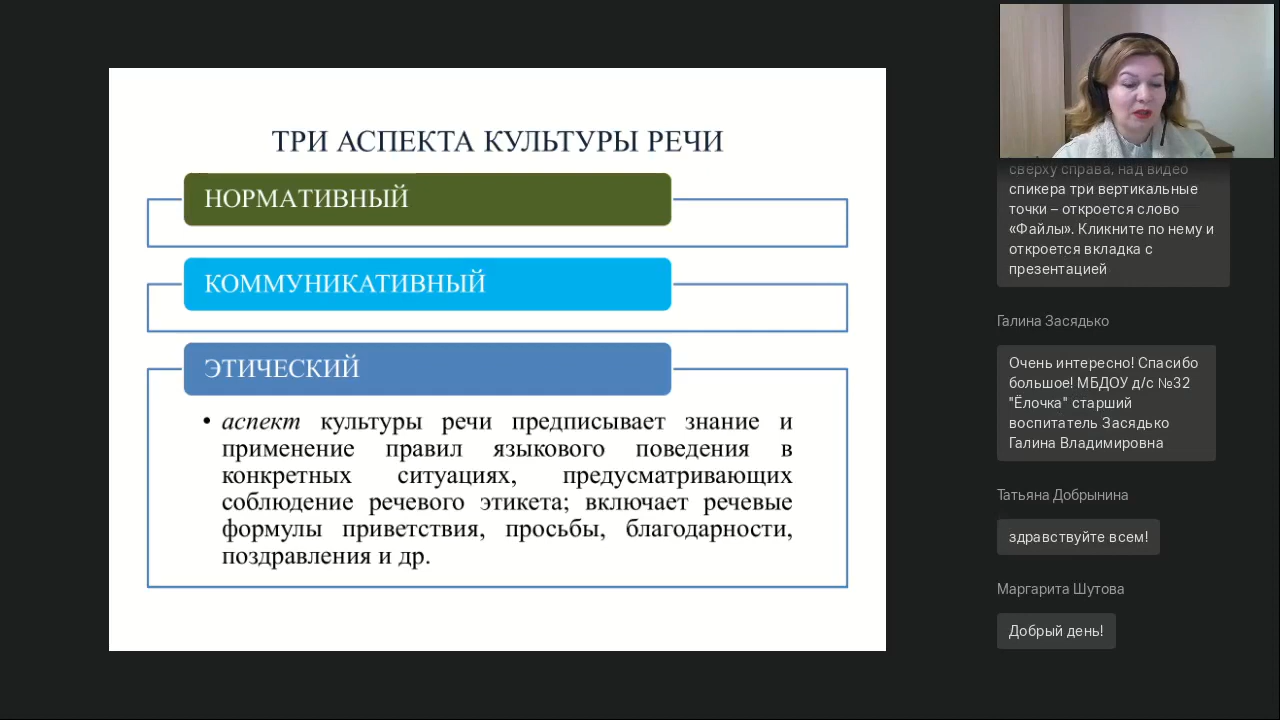 ТРИ АСПЕКТА КУЛЬТУРЫ РЕЧИ
НОРМАТИВНЫЙ
КОММУНИКАТИВНЫЙ
ЭТИЧЕСКИЙ
• аспект культуры речи предписывает знание и
применение правил языкового поведения в
конкретных ситуациях, предусматривающих
соблюдение речевого этикета; включает речевые
формулы приветствия, просьбы, благодарности,
поздравления и др.
сверху справа, над видео
спикера три вертикальные
точки – откроется слово
«Файлы». Кликните по нему и
откроется вкладка с
презентацией
Галина Засядько
Очень интересно! Спасибо
большое! МБДОУ д/с №32
"Ёлочка" старший
воспитатель Засядько
Галина Владимировна
Татьяна Добрынина
здравствуйте всем!
Маргарита Шутова
Добрый день!